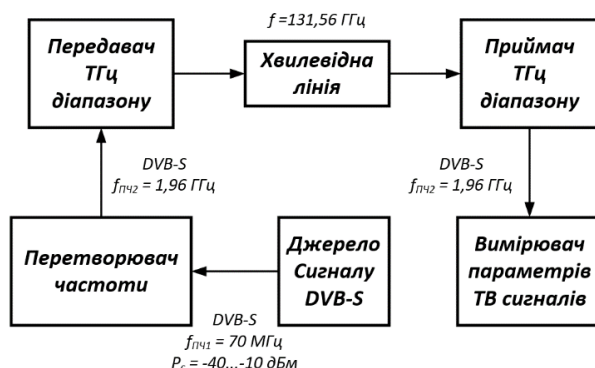 Передавач
ТГц
діапазону
f =131,56 ГГц
Хвилевідна
лінія
Приймач
ТГц
діапазону
DVB-S
fПЧ2 = 1,96 ГГц
DVB-S
fПЧ2 = 1,96 ГГц
Перетворювач
частоти
Джерело
Сигналу
DVB-S
Вимірювач
параметрів
ТВ сигналів
DVB-S
fПЧ1 = 70 МГц
Pс = -40...-10 дБм